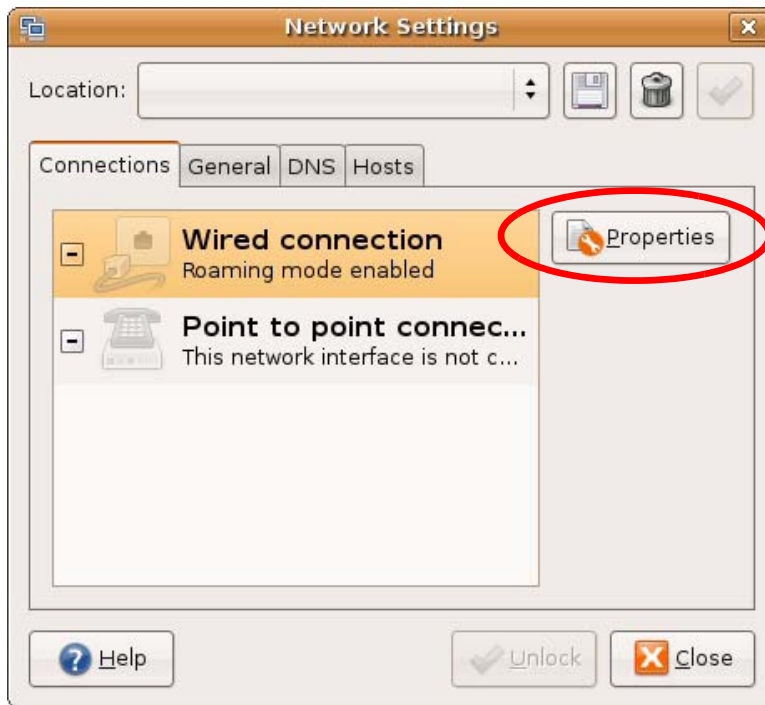 Network Settings
Location:
Connections General DNS Hosts
Wired connection
Roaming mode enabled
Properties
Point to point connec...
This network interface is not c...
Help Unlock Close